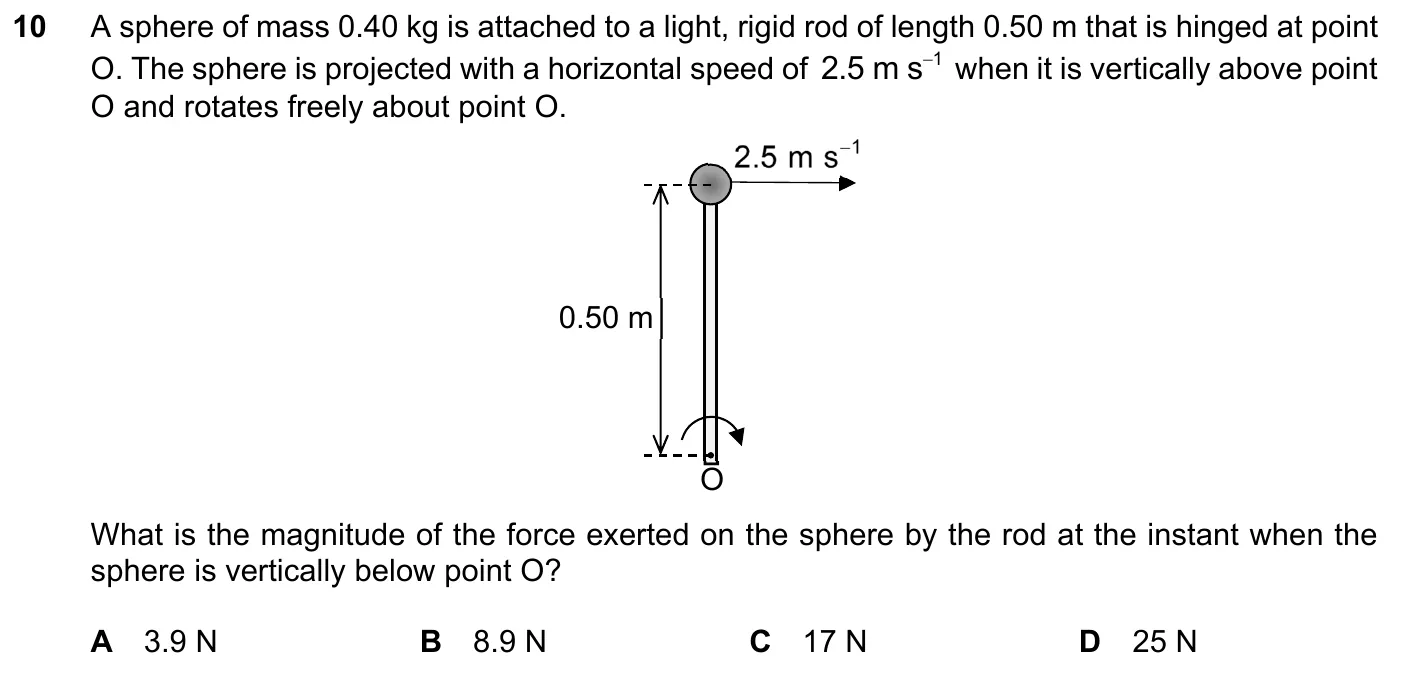 10 A sphere of mass 0.40 kg is attached to a light, rigid rod of length 0.50 m that is hinged at point
O. The sphere is projected with a horizontal speed of 2.5 m s⁻¹ when it is vertically above point
O and rotates freely about point O.
2.5 m s⁻¹
0.50 m
O
What is the magnitude of the force exerted on the sphere by the rod at the instant when the
sphere is vertically below point O?
A 3.9 N B 8.9 N C 17 N D 25 N